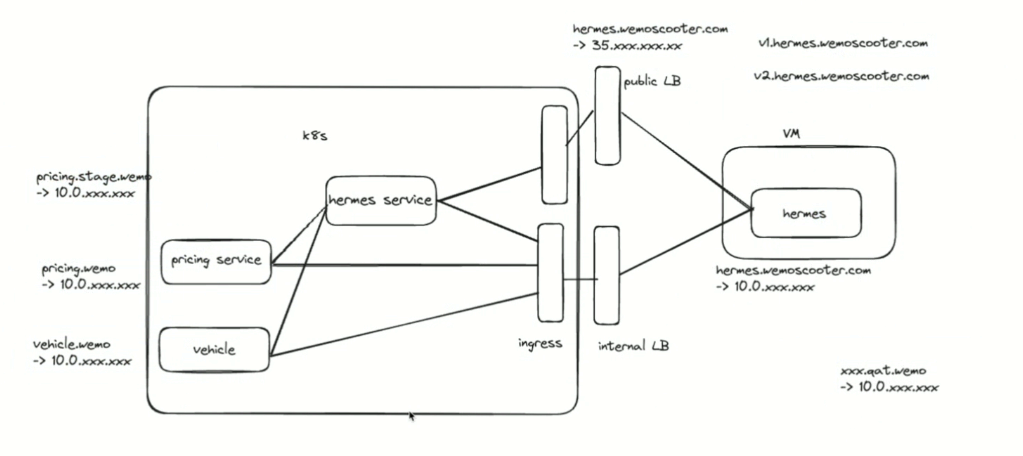 hermes.wemoscooter.com
-> 35.xxx.xxx.xx
v1.hermes.wemoscooter.com
v2.hermes.wemoscooter.com
public LB
k8s
VM
pricing.stage.wemo
-> 10.0.xxx.xxx
hermes service
hermes
pricing service
pricing.wemo
-> 10.0.xxx.xxx
hermes.wemoscooter.com
-> 10.0.xxx.xxx
vehicle.wemo
-> 10.0.xxx.xxx
vehicle
ingress
internal LB
xxx.qat.wemo
-> 10.0.xxx.xxx